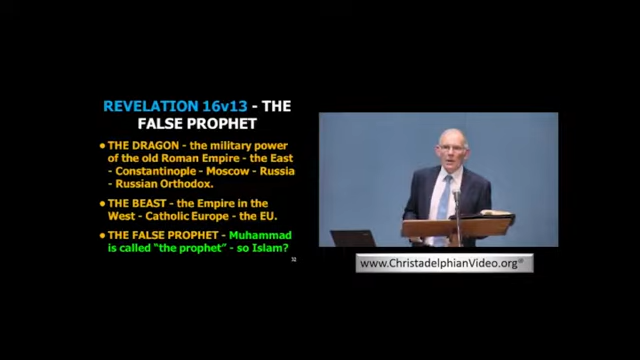 REVELATION 16v13 - THE
FALSE PROPHET
• THE DRAGON - the military power
of the old Roman Empire - the East
- Constantinople - Moscow - Russia
- Russian Orthodox.
• THE BEAST - the Empire in the
West - Catholic Europe - the EU.
• THE FALSE PROPHET - Muhammad
is called "the prophet" - so Islam?
32
www.ChristadelphianVideo.org®